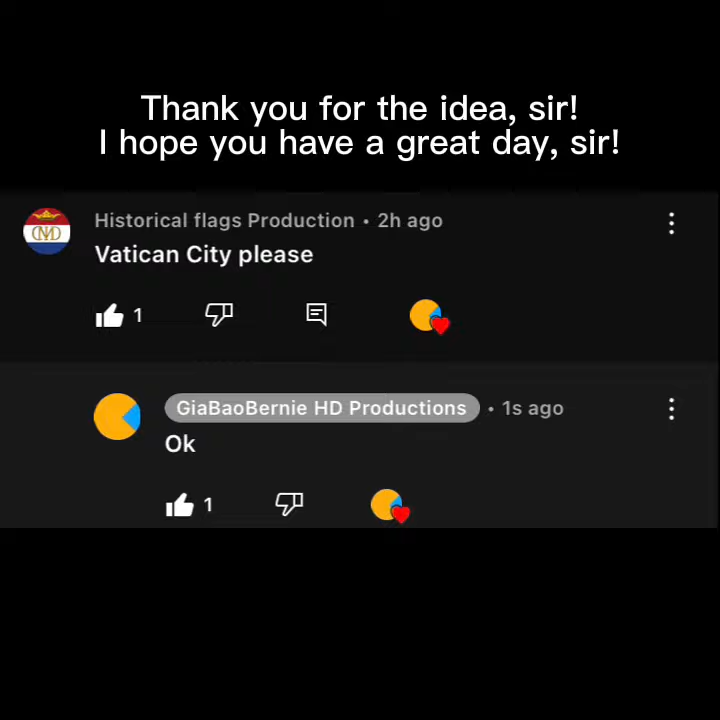 Thank you for the idea, sir!
I hope you have a great day, sir!
Historical flags Production • 2h ago
Vatican City please
1
GiaBaoBernie HD Productions • 1s ago
Ok
1